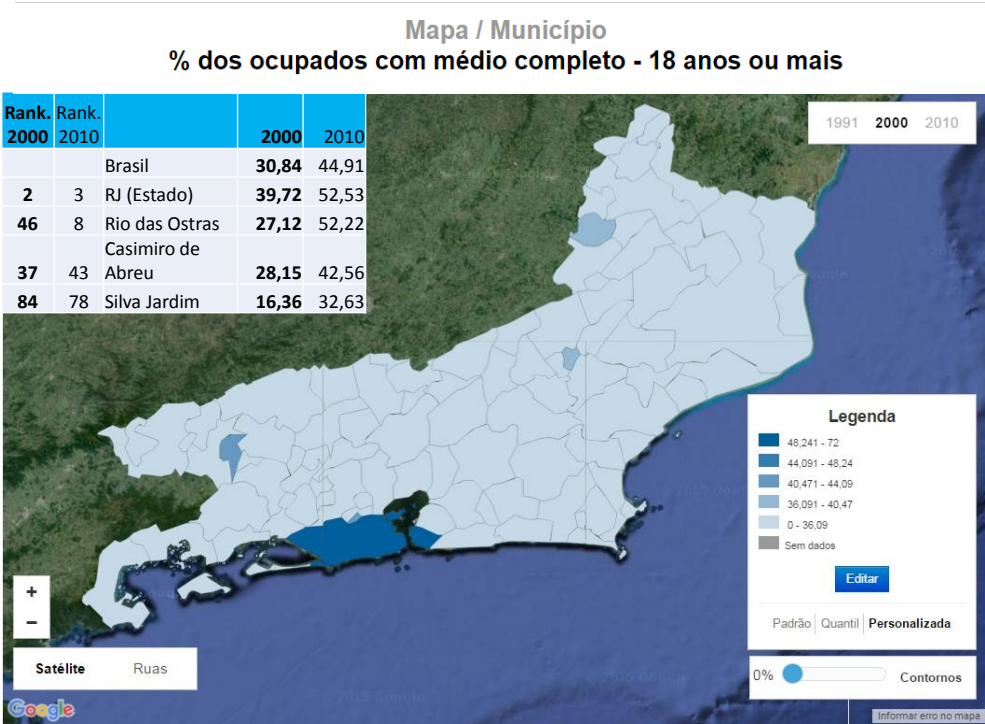 Mapa / Município
% dos ocupados com médio completo - 18 anos ou mais
Rank. Rank.
2000 2010 2000 2010
Brasil 30,84 44,91
2 3 RJ (Estado) 39,72 52,53
46 8 Rio das Ostras 27,12 52,22
Casimiro de
37 43 Abreu 28,15 42,56
84 78 Silva Jardim 16,36 32,63
1991 2000 2010
Legenda
48,241 - 72
44,091 - 48,24
40,471 - 44,09
36,091 - 40,47
0 - 36,09
Sem dados
Editar
Padrão Quantil Personalizada
0% Contornos
+
−
Satélite Ruas
Google
Informar erro no mapa